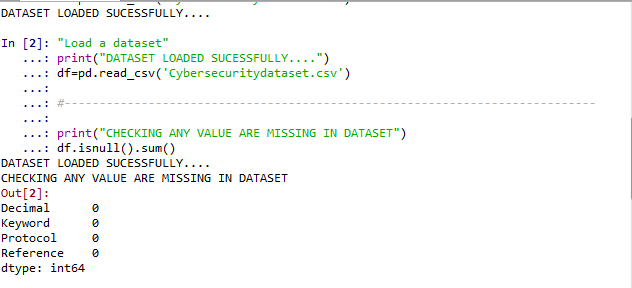 DATASET LOADED SUCESSFULLY....
In [2]: "Load a dataset"
...: print("DATASET LOADED SUCESSFULLY....")
...: df=pd.read_csv('Cybersecuritydataset.csv')
...:
...: #---------------------------------------------------------------------------
...:
...: print("CHECKING ANY VALUE ARE MISSING IN DATASET")
...: df.isnull().sum()
DATASET LOADED SUCESSFULLY....
CHECKING ANY VALUE ARE MISSING IN DATASET
Out[2]:
Decimal 0
Keyword 0
Protocol 0
Reference 0
dtype: int64